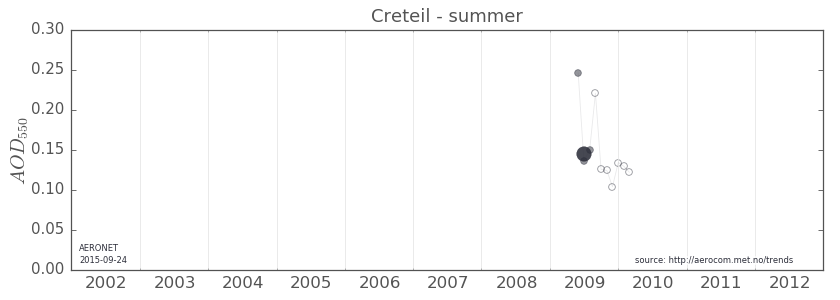 Creteil - summer
0.30
0.25
0.20
0.15
0.10
0.05
0.00
AOD550
AERONET
2015-09-24
source: http://aerocom.met.no/trends
2002 2003 2004 2005 2006 2007 2008 2009 2010 2011 2012